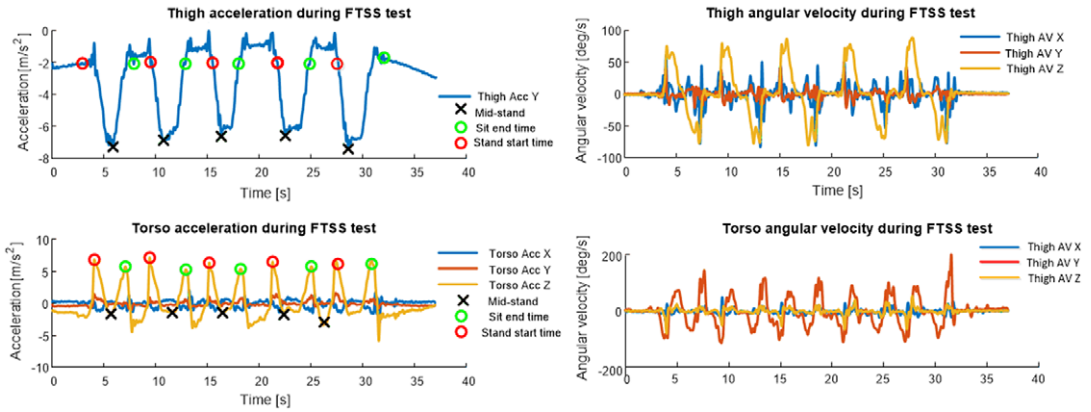 Thigh acceleration during FTSS test
Acceleration[m/s²]
0
-2
-4
-6
-8
0 5 10 15 20 25 30 35 40
Time [s]
Thigh Acc Y
Mid-stand
Sit end time
Stand start time
Thigh angular velocity during FTSS test
Angular velocity [deg/s]
100
50
0
-50
-100
0 5 10 15 20 25 30 35 40
Time [s]
Thigh AV X
Thigh AV Y
Thigh AV Z
Torso acceleration during FTSS test
Acceleration[m/s²]
10
5
0
-5
-10
0 5 10 15 20 25 30 35 40
Time [s]
Torso Acc X
Torso Acc Y
Torso Acc Z
Mid-stand
Sit end time
Stand start time
Torso angular velocity during FTSS test
Angular velocity [deg/s]
200
0
-200
0 5 10 15 20 25 30 35 40
Time [s]
Thigh AV X
Thigh AV Y
Thigh AV Z